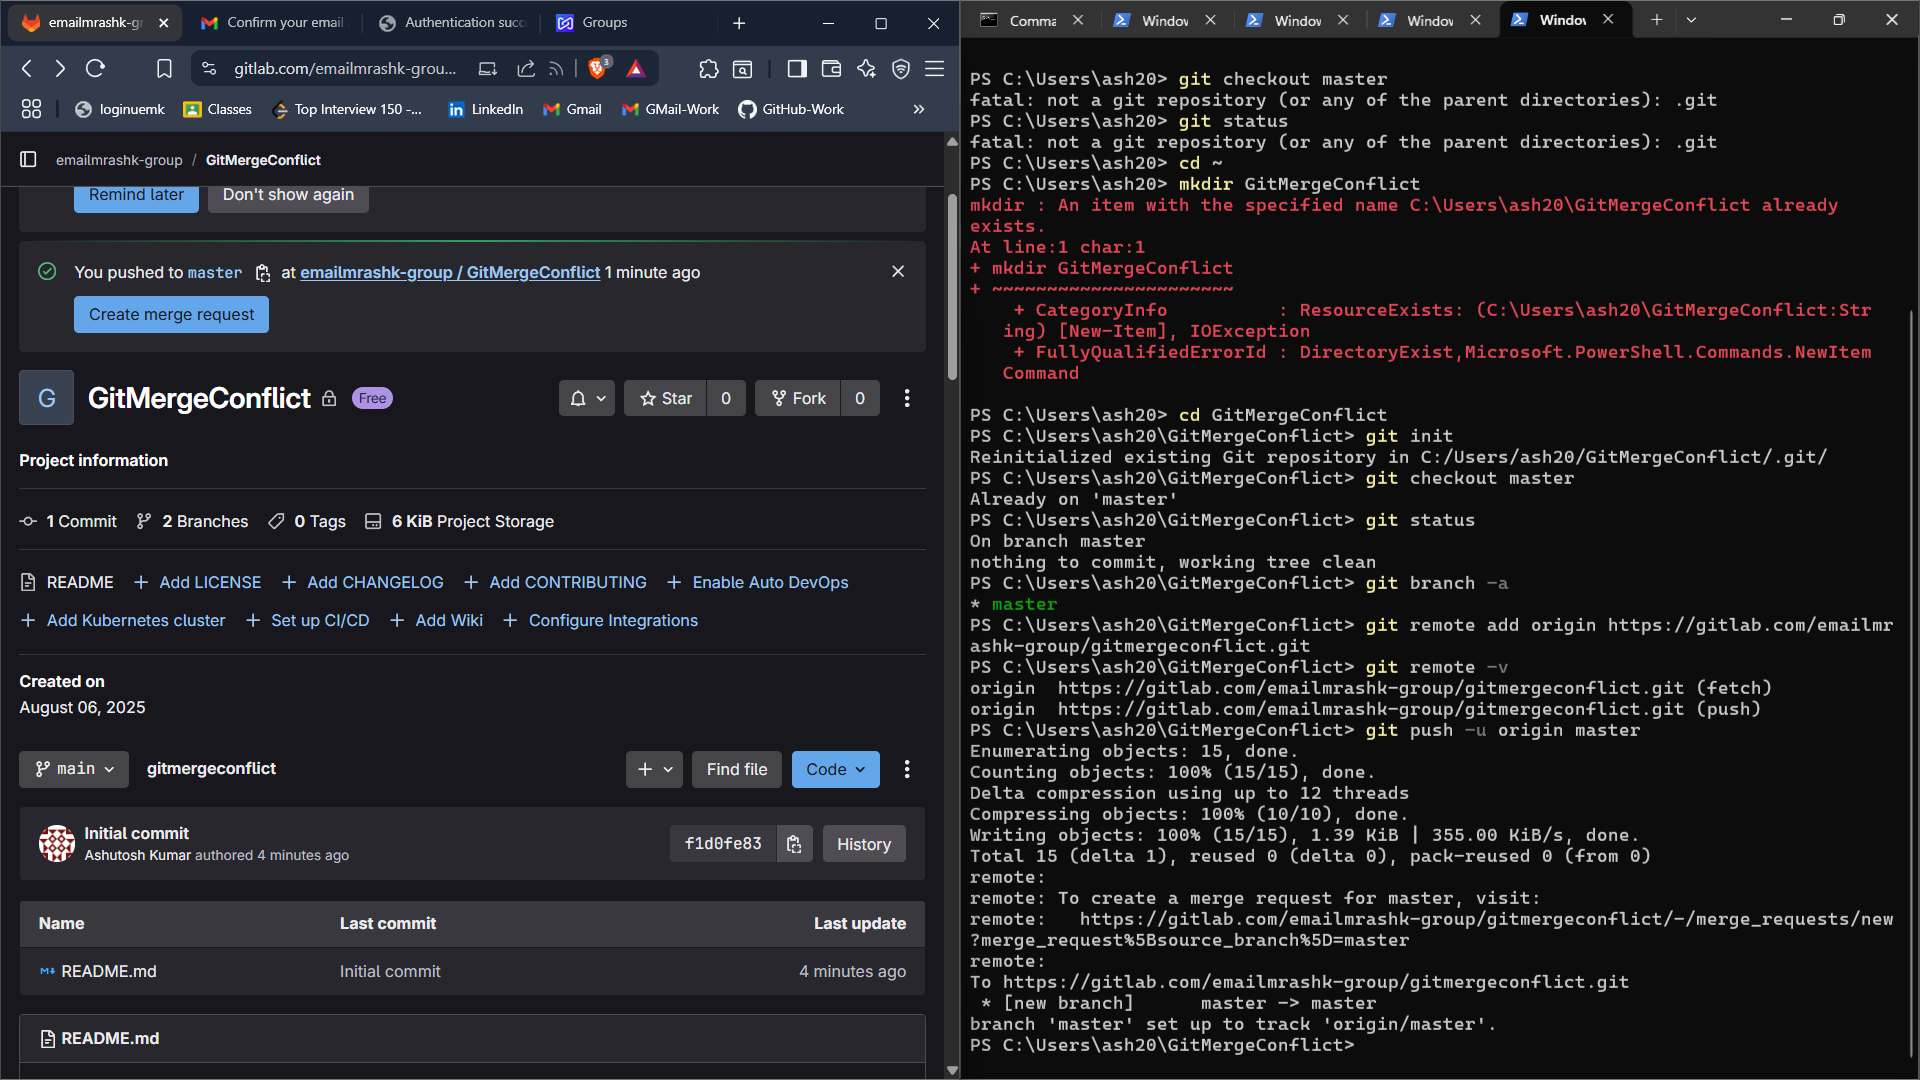 emailmrashk-gr
Confirm your email
Authentication succ
Groups
gitlab.com/emailmrashk-grou...
3
loginuemk
Classes
Top Interview 150 -...
LinkedIn
Gmail
GMail-Work
GitHub-Work
emailmrashk-group / GitMergeConflict
Remind later
Don't show again
You pushed to master at emailmrashk-group / GitMergeConflict 1 minute ago
Create merge request
G
GitMergeConflict
Free
Star
0
Fork
0
Project information
1 Commit
2 Branches
0 Tags
6 KiB Project Storage
README
Add LICENSE
Add CHANGELOG
Add CONTRIBUTING
Enable Auto DevOps
Add Kubernetes cluster
Set up CI/CD
Add Wiki
Configure Integrations
Created on
August 06, 2025
main
gitmergeconflict
Find file
Code
Initial commit
Ashutosh Kumar authored 4 minutes ago
f1d0fe83
History
Name
Last commit
Last update
README.md
Initial commit
4 minutes ago
README.md
Comma
Windov
Windov
Windov
Windov
PS C:\Users\ash20> git checkout master
fatal: not a git repository (or any of the parent directories): .git
PS C:\Users\ash20> git status
fatal: not a git repository (or any of the parent directories): .git
PS C:\Users\ash20> cd ~
PS C:\Users\ash20> mkdir GitMergeConflict
mkdir : An item with the specified name C:\Users\ash20\GitMergeConflict already
exists.
At line:1 char:1
+ mkdir GitMergeConflict
+ ~~~~~~~~~~~~~~~~~~~~~~
+ CategoryInfo          : ResourceExists: (C:\Users\ash20\GitMergeConflict:Str
ing) [New-Item], IOException
+ FullyQualifiedErrorId : DirectoryExist,Microsoft.PowerShell.Commands.NewItem
Command
PS C:\Users\ash20> cd GitMergeConflict
PS C:\Users\ash20\GitMergeConflict> git init
Reinitialized existing Git repository in C:/Users/ash20/GitMergeConflict/.git/
PS C:\Users\ash20\GitMergeConflict> git checkout master
Already on 'master'
PS C:\Users\ash20\GitMergeConflict> git status
On branch master
nothing to commit, working tree clean
PS C:\Users\ash20\GitMergeConflict> git branch -a
* master
PS C:\Users\ash20\GitMergeConflict> git remote add origin https://gitlab.com/emailmr
ashk-group/gitmergeconflict.git
PS C:\Users\ash20\GitMergeConflict> git remote -v
origin  https://gitlab.com/emailmrashk-group/gitmergeconflict.git (fetch)
origin  https://gitlab.com/emailmrashk-group/gitmergeconflict.git (push)
PS C:\Users\ash20\GitMergeConflict> git push -u origin master
Enumerating objects: 15, done.
Counting objects: 100% (15/15), done.
Delta compression using up to 12 threads
Compressing objects: 100% (10/10), done.
Writing objects: 100% (15/15), 1.39 KiB | 355.00 KiB/s, done.
Total 15 (delta 1), reused 0 (delta 0), pack-reused 0 (from 0)
remote:
remote: To create a merge request for master, visit:
remote:   https://gitlab.com/emailmrashk-group/gitmergeconflict/-/merge_requests/new
?merge_request%5Bsource_branch%5D=master
remote:
To https://gitlab.com/emailmrashk-group/gitmergeconflict.git
* [new branch]      master -> master
branch 'master' set up to track 'origin/master'.
PS C:\Users\ash20\GitMergeConflict>